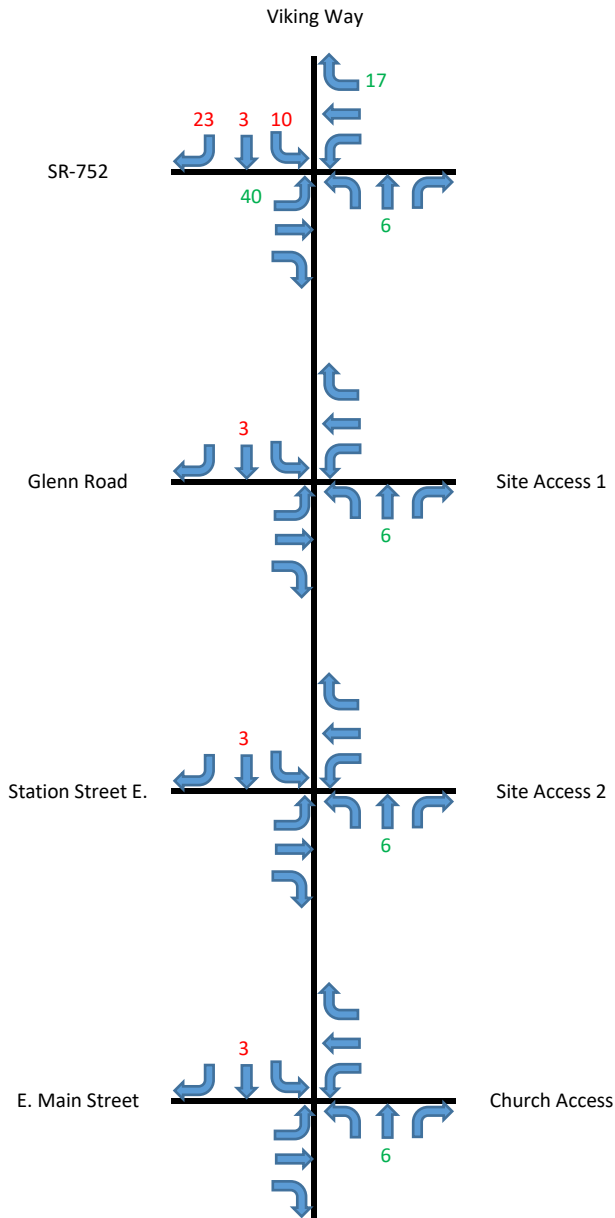 Viking Way
17
23 3 10
SR-752
40
6
3
Glenn Road Site Access 1
6
3
Station Street E. Site Access 2
6
3
E. Main Street Church Access
6